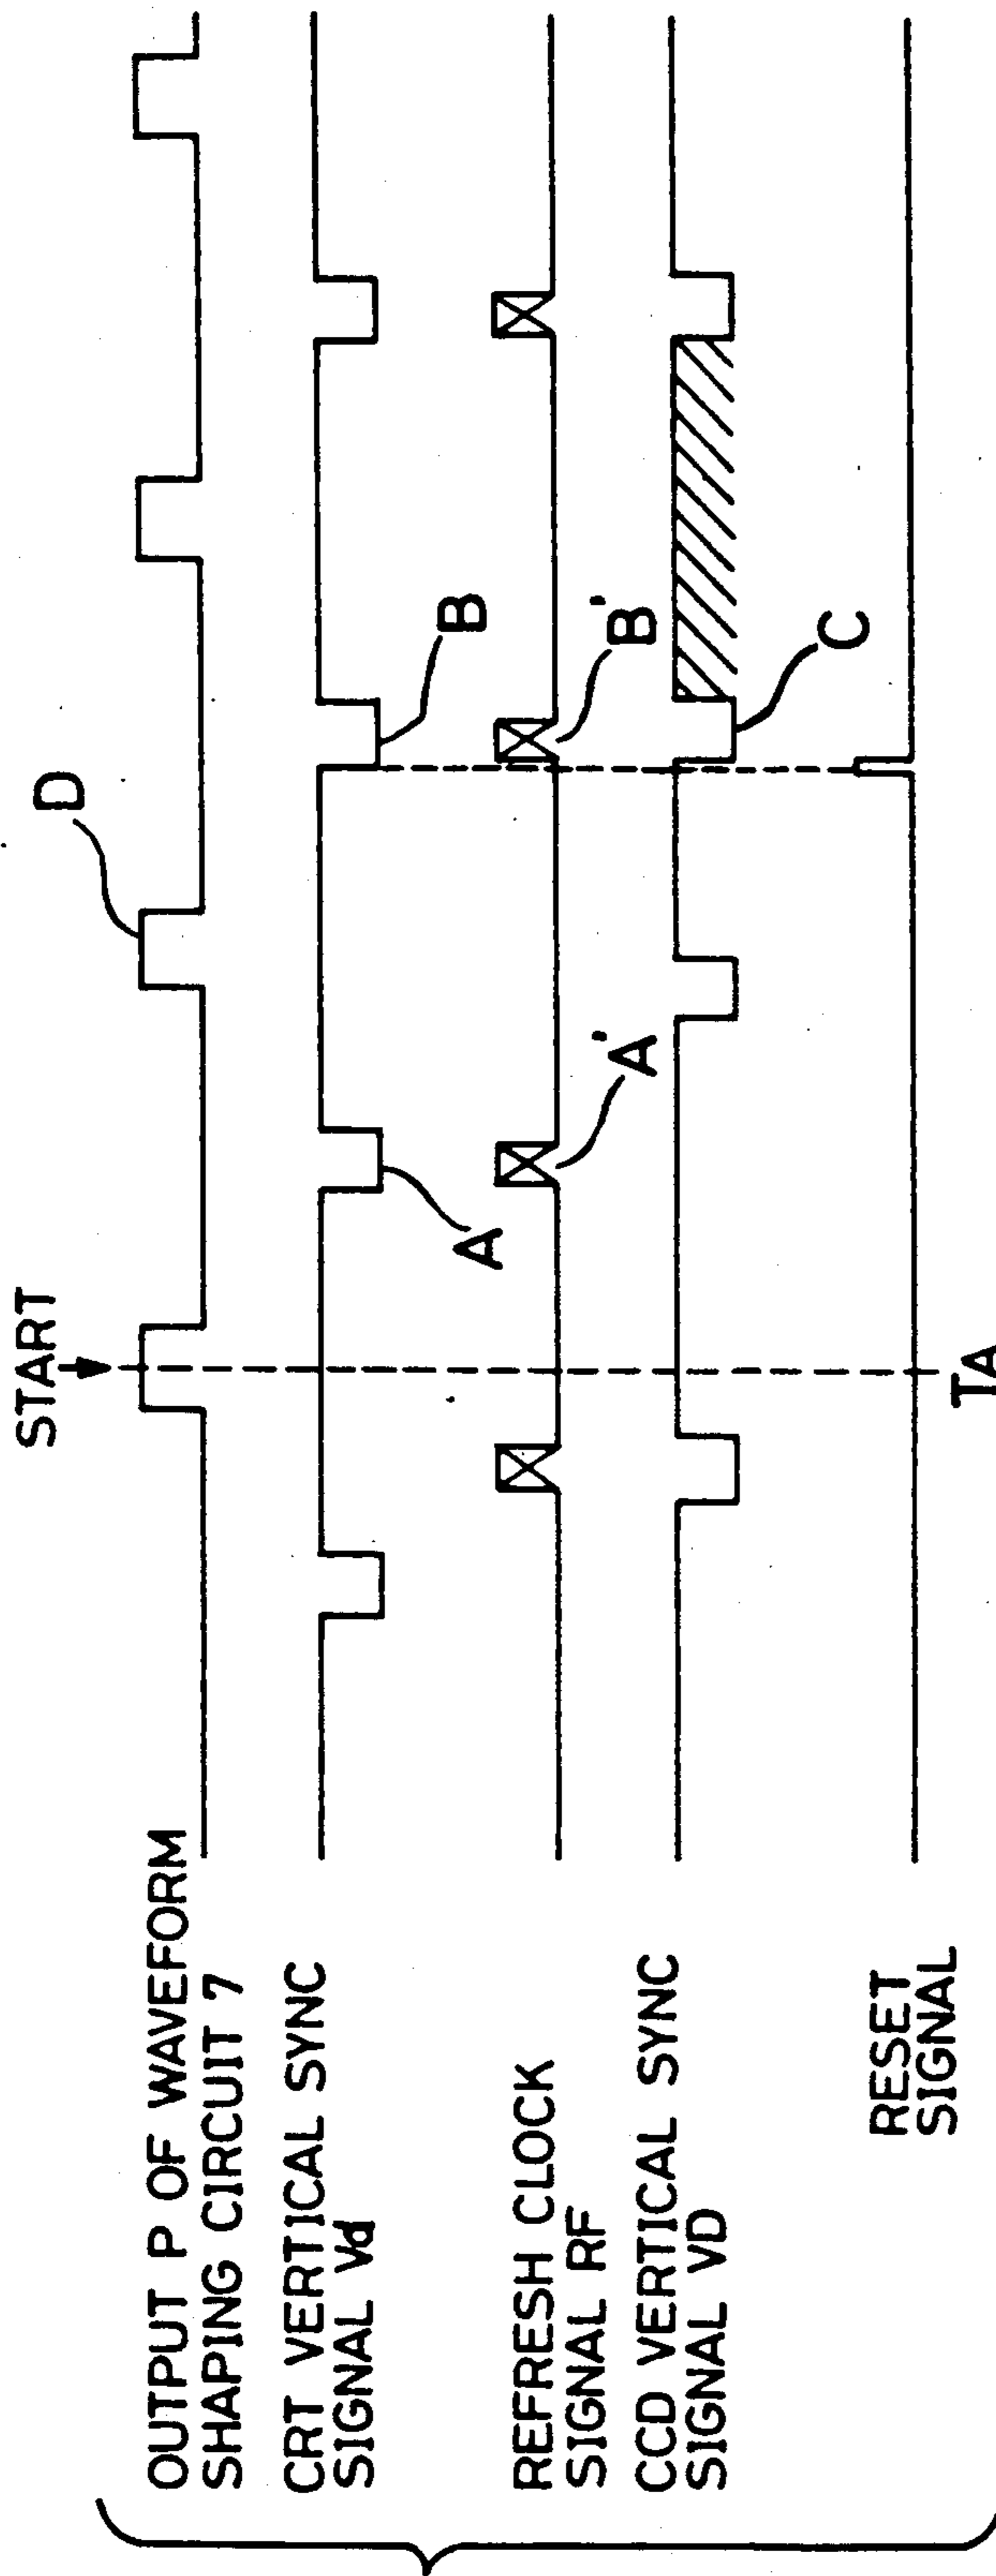 START
D
OUTPUT P OF WAVEFORM
SHAPING CIRCUIT 7
CRT VERTICAL SYNC
SIGNAL Vd
A
B
REFRESH CLOCK
SIGNAL RF
A'
B'
CCD VERTICAL SYNC
SIGNAL VD
C
RESET
SIGNAL
TA